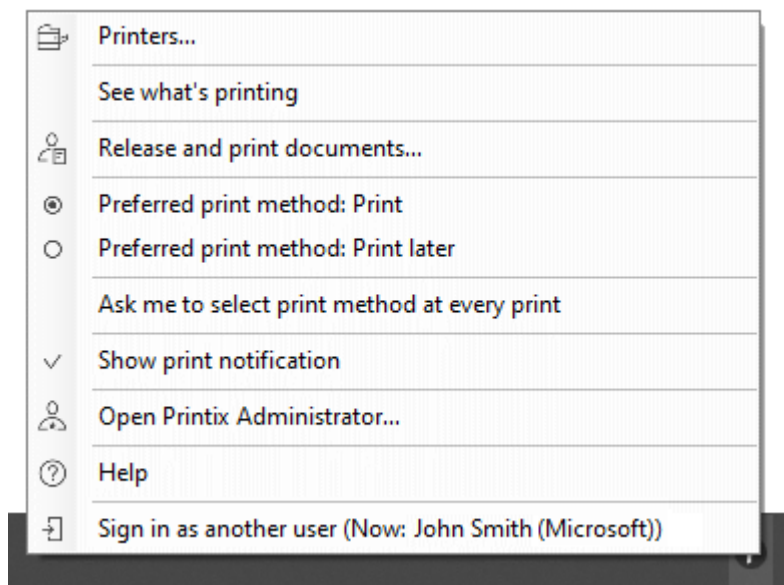 Printers...
See what's printing
Release and print documents...
Preferred print method: Print
Preferred print method: Print later
Ask me to select print method at every print
Show print notification
Open Printix Administrator...
Help
Sign in as another user (Now: John Smith (Microsoft))